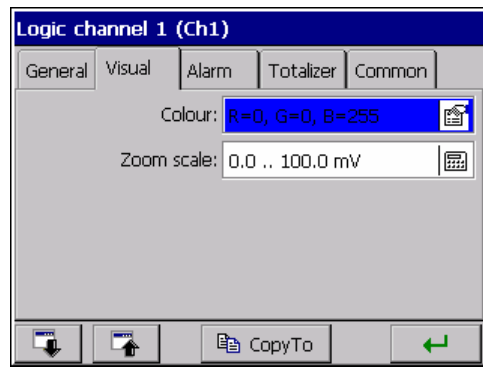 Logic channel 1 (Ch1)
General Visual Alarm Totalizer Common
Colour: R=0, G=0, B=255
Zoom scale: 0.0 .. 100.0 mV
CopyTo